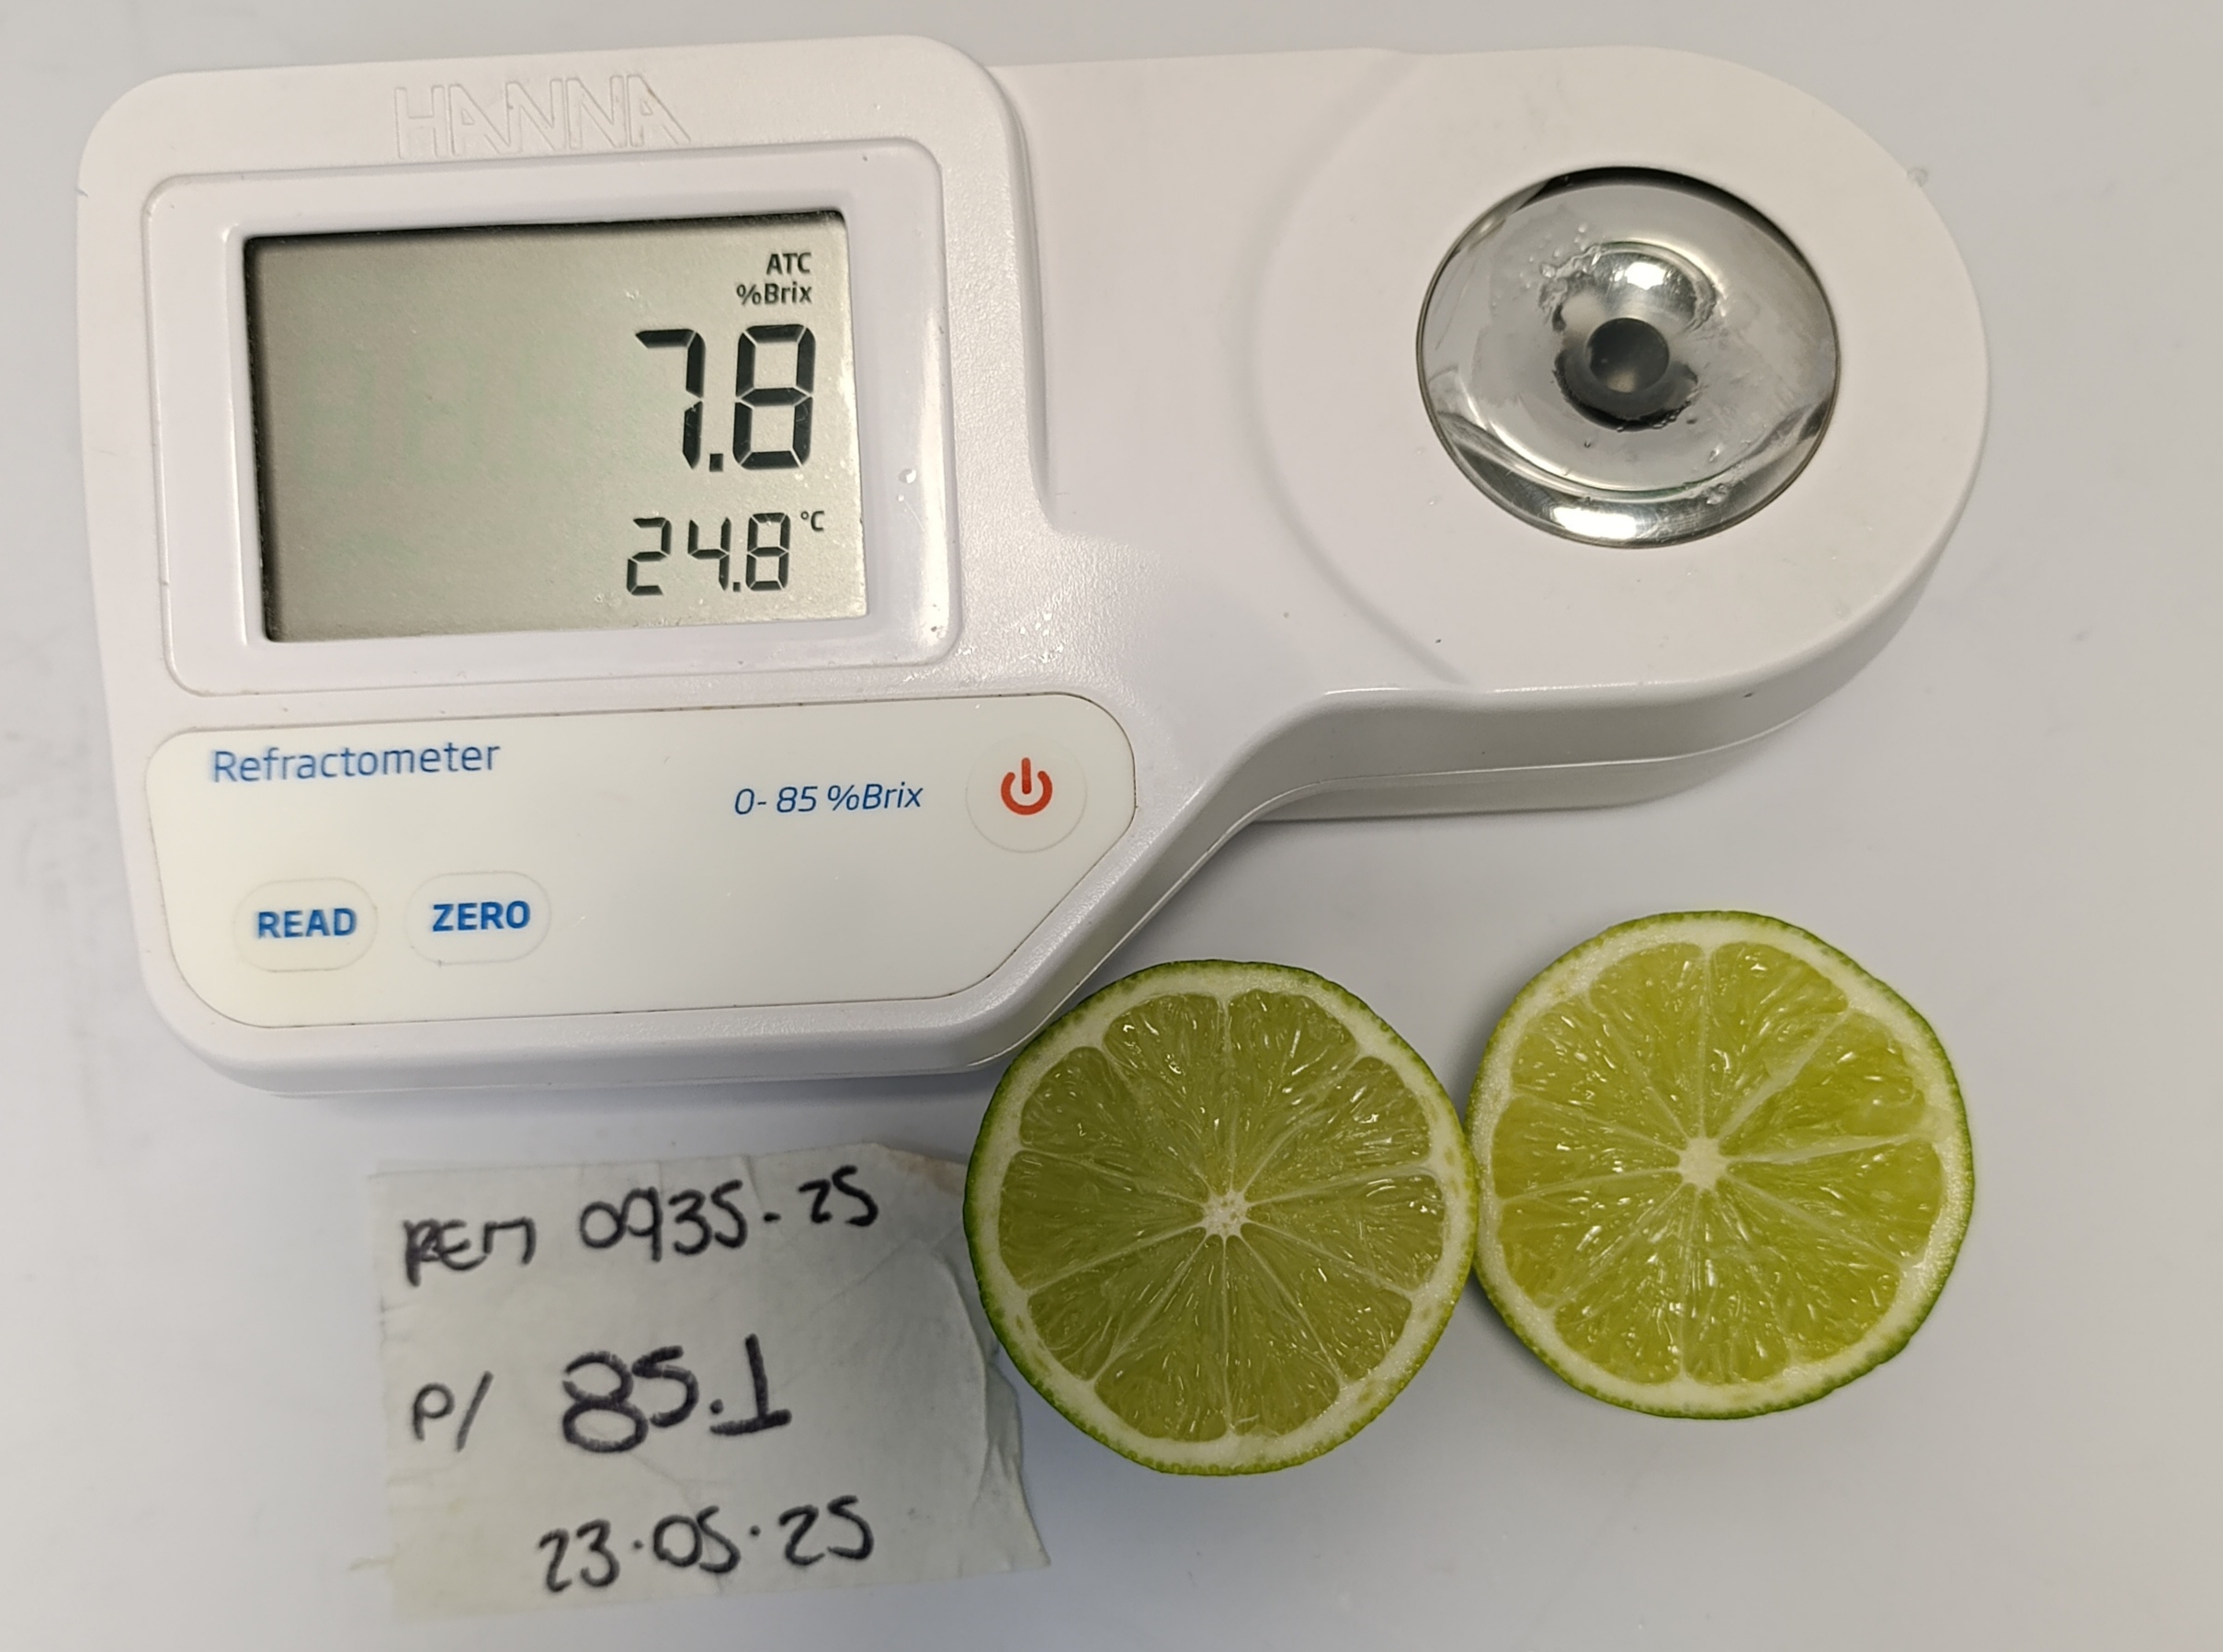 HANNA
ATC
%Brix
7.8
24.8 °C
Refractometer
0- 85 %Brix
READ ZERO
REM 0935-25
P/ 85.1
23.05.25